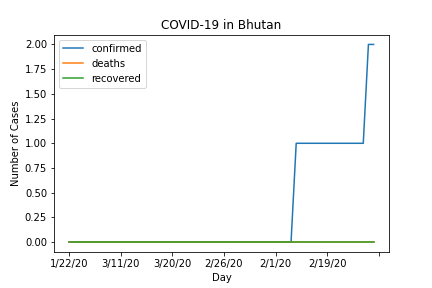 COVID-19 in Bhutan
confirmed
deaths
recovered
Number of Cases
2.00
1.75
1.50
1.25
1.00
0.75
0.50
0.25
0.00
1/22/20 3/11/20 3/20/20 2/26/20 2/1/20 2/19/20
Day